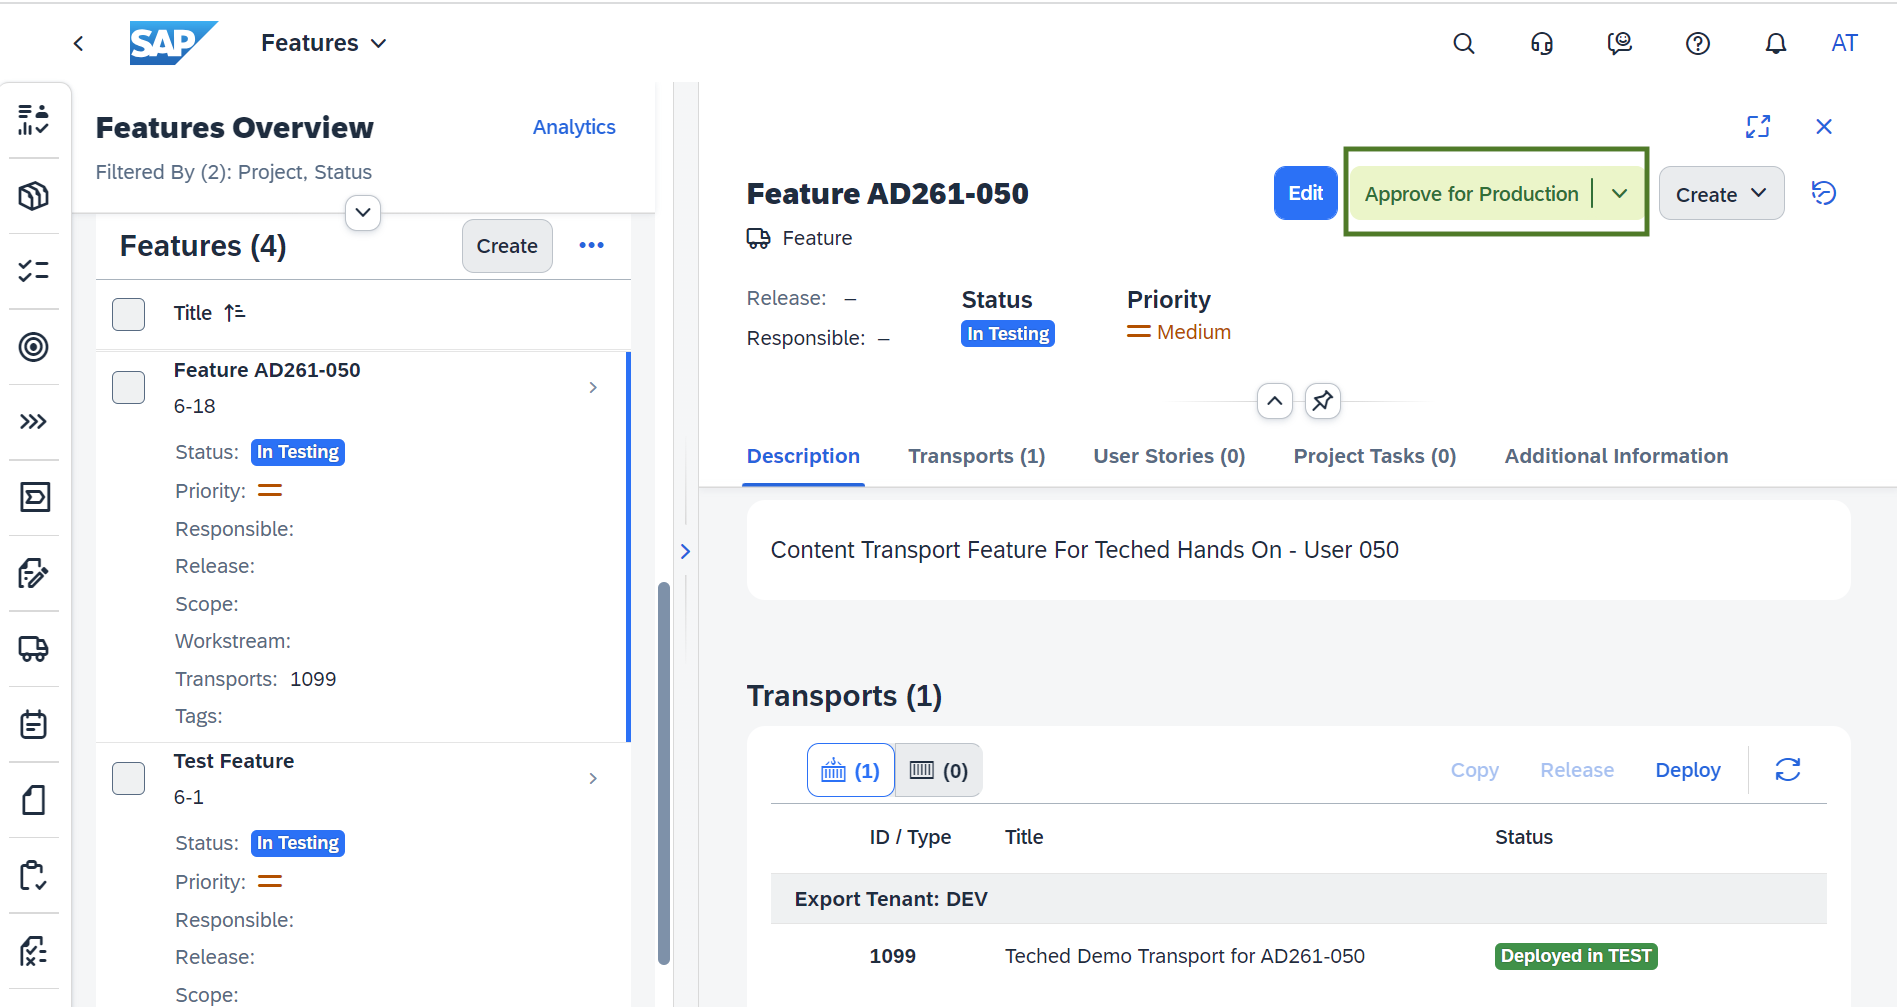 SAP
Features
AT
Features Overview
Analytics
Filtered By (2): Project, Status
Features (4)
Create
Title
Feature AD261-050
6-18
Status: In Testing
Priority:
Responsible:
Release:
Scope:
Workstream:
Transports: 1099
Tags:
Test Feature
6-1
Status: In Testing
Priority:
Responsible:
Release:
Scope:
Feature AD261-050
Edit
Approve for Production
Create
Feature
Release: –
Responsible: –
Status
In Testing
Priority
Medium
Description
Transports (1)
User Stories (0)
Project Tasks (0)
Additional Information
Content Transport Feature For Teched Hands On - User 050
Transports (1)
(1)
(0)
Copy
Release
Deploy
ID / Type
Title
Status
Export Tenant: DEV
1099
Teched Demo Transport for AD261-050
Deployed in TEST